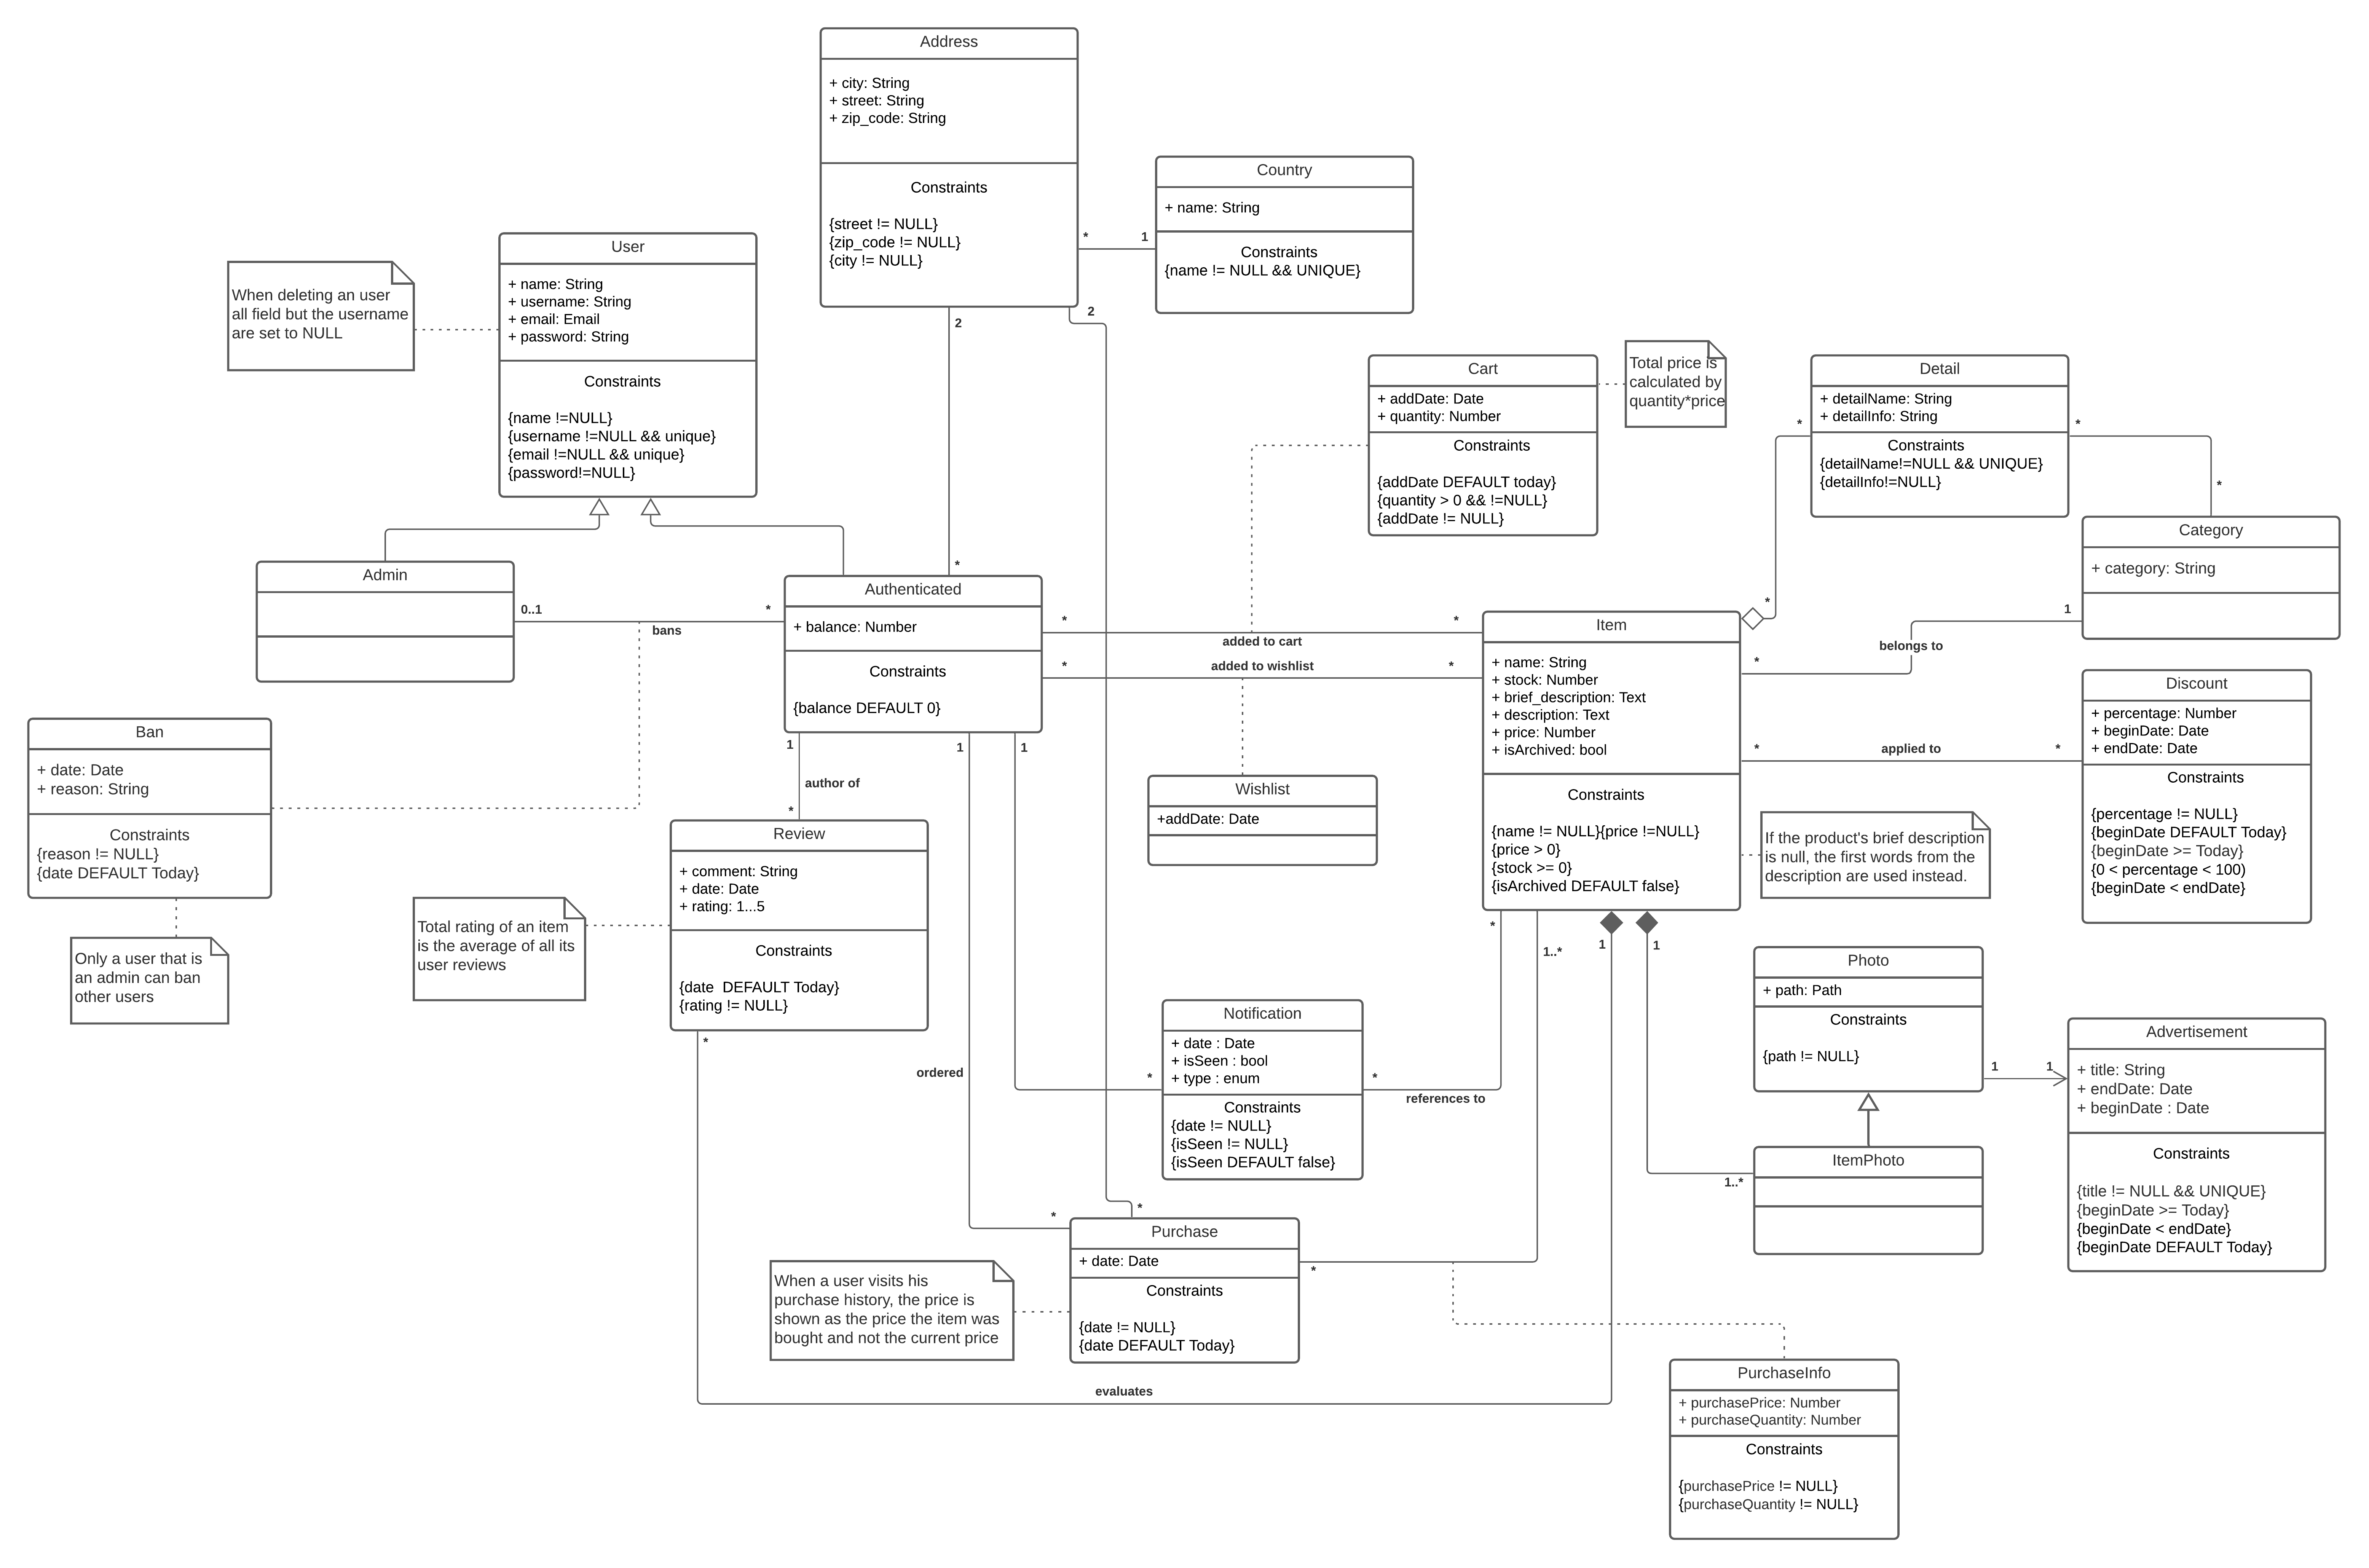 Address
+ city: String
+ street: String
+ zip_code: String
Constraints
{street != NULL}
{zip_code != NULL}
{city != NULL}
Country
+ name: String
Constraints
{name != NULL && UNIQUE}
*
1
2
2
*
User
+ name: String
+ username: String
+ email: Email
+ password: String
Constraints
{name !=NULL}
{username !=NULL && unique}
{email !=NULL && unique}
{password!=NULL}
When deleting an user
all field but the username
are set to NULL
Cart
+ addDate: Date
+ quantity: Number
Constraints
{addDate DEFAULT today}
{quantity > 0 && !=NULL}
{addDate != NULL}
Total price is
calculated by
quantity*price
Detail
+ detailName: String
+ detailInfo: String
Constraints
{detailName!=NULL && UNIQUE}
{detailInfo!=NULL}
*
*
*
*
Category
+ category: String
1
belongs to
*
Admin
0..1
*
bans
Authenticated
+ balance: Number
Constraints
{balance DEFAULT 0}
*
*
added to cart
*
added to wishlist
*
Item
+ name: String
+ stock: Number
+ brief_description: Text
+ description: Text
+ price: Number
+ isArchived: bool
Constraints
{name != NULL}{price !=NULL}
{price > 0}
{stock >= 0}
{isArchived DEFAULT false}
Discount
+ percentage: Number
+ beginDate: Date
+ endDate: Date
Constraints
{percentage != NULL}
{beginDate DEFAULT Today}
{beginDate >= Today}
{0 < percentage < 100)
{beginDate < endDate}
*
applied to
*
If the product's brief description
is null, the first words from the
description are used instead.
Ban
+ date: Date
+ reason: String
Constraints
{reason != NULL}
{date DEFAULT Today}
Only a user that is
an admin can ban
other users
1
author of
*
1
1
Review
+ comment: String
+ date: Date
+ rating: 1...5
Constraints
{date  DEFAULT Today}
{rating != NULL}
*
Total rating of an item
is the average of all its
user reviews
Wishlist
+addDate: Date
*
1..*
1
1
Notification
+ date : Date
+ isSeen : bool
+ type : enum
Constraints
{date != NULL}
{isSeen != NULL}
{isSeen DEFAULT false}
*
*
references to
ordered
Photo
+ path: Path
Constraints
{path != NULL}
1
1
Advertisement
+ title: String
+ endDate: Date
+ beginDate : Date
Constraints
{title != NULL && UNIQUE}
{beginDate >= Today}
{beginDate < endDate}
{beginDate DEFAULT Today}
ItemPhoto
1..*
*
*
Purchase
+ date: Date
Constraints
{date != NULL}
{date DEFAULT Today}
*
When a user visits his
purchase history, the price is
shown as the price the item was
bought and not the current price
evaluates
PurchaseInfo
+ purchasePrice: Number
+ purchaseQuantity: Number
Constraints
{purchasePrice != NULL}
{purchaseQuantity != NULL}